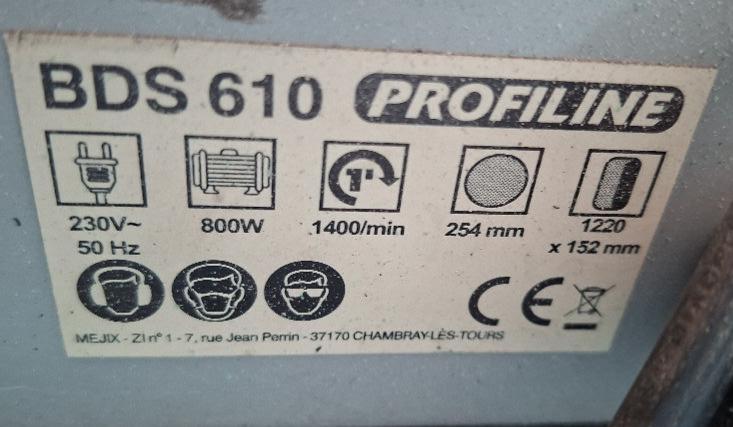 BDS 610 PROFILINE
1'
230V~ 800W 1400/min 254 mm 1220
50 Hz x 152 mm
CE
MEJIX - ZI n° 1 - 7, rue Jean Perrin - 37170 CHAMBRAY-LÈS-TOURS